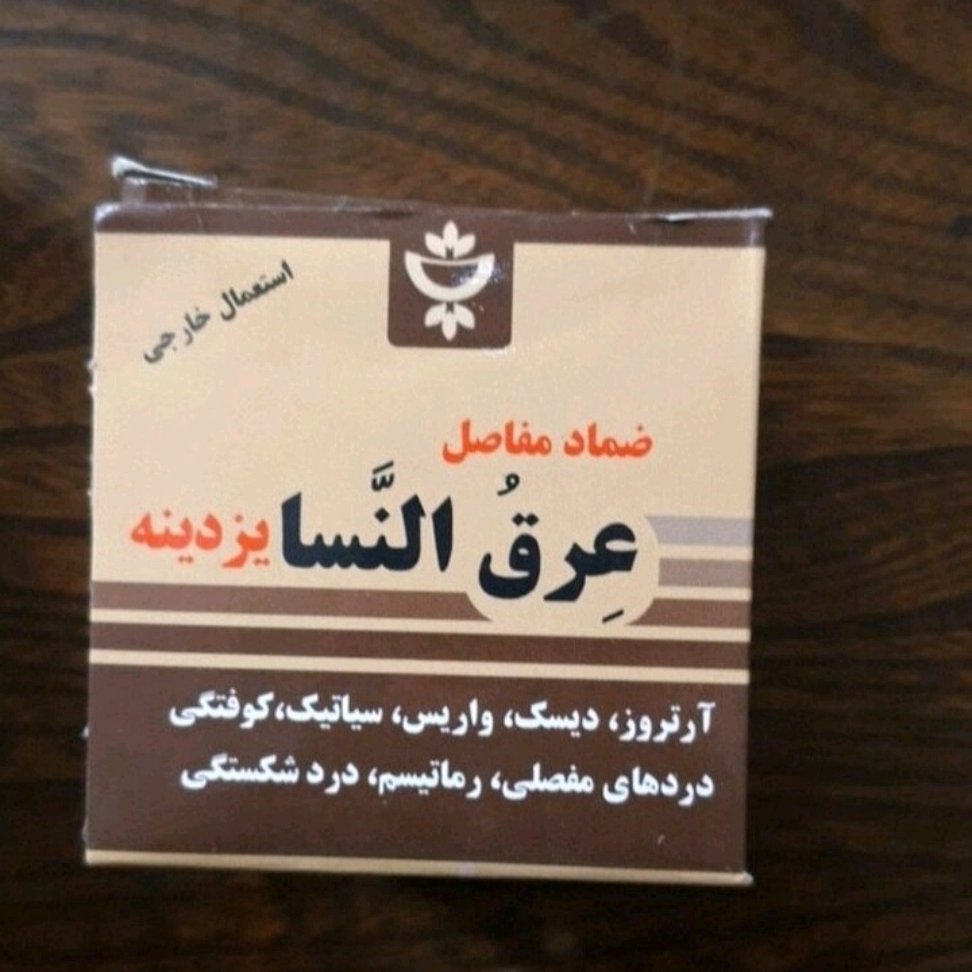 استعمال خارجی
ضماد مفاصل
عِرقُ النَّسا یزدینه
آرتروز، دیسک، واریس، سیاتیک،کوفتگی
دردهای مفصلی، رماتیسم، درد شکستگی